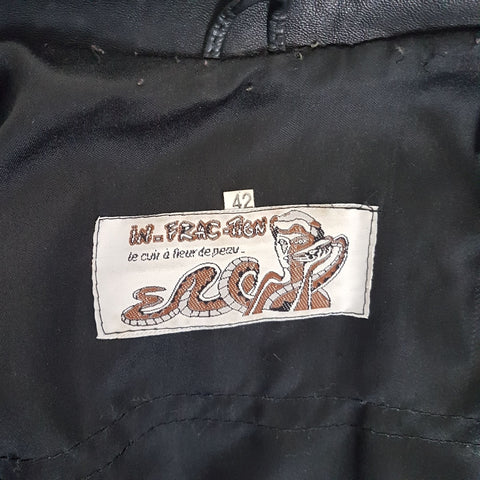 42
IN-FRAC-TION
le cuir à fleur de peau..